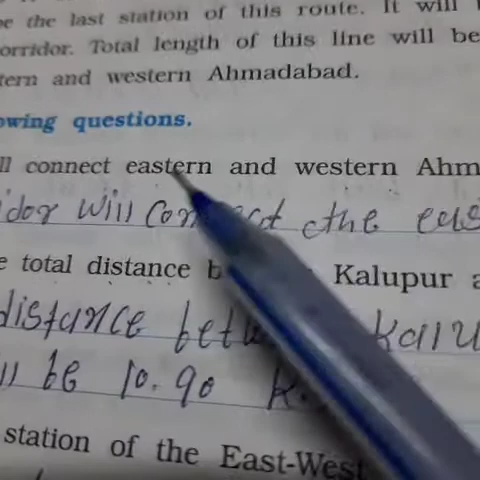 be the last station of this route. It will
orridor. Total length of this line will be
tern and western Ahmadabad.
owing questions.
ll connect eastern and western Ahm
idor will the eas
e total distance Kalupur a
distance kalu
ll be 10.90 K.
station of the East-West